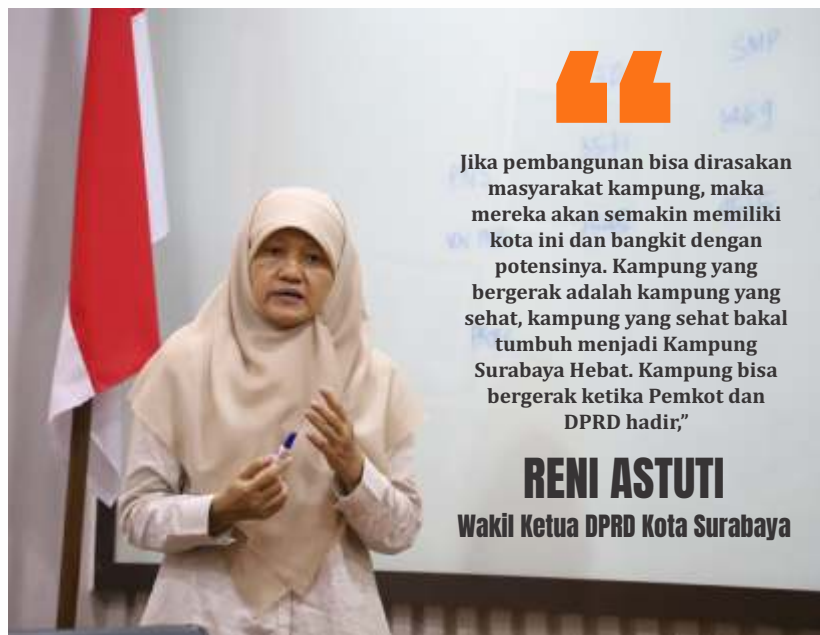 “
Jika pembangunan bisa dirasakan
masyarakat kampung, maka
mereka akan semakin memiliki
kota ini dan bangkit dengan
potensinya. Kampung yang
bergerak adalah kampung yang
sehat, kampung yang sehat bakal
tumbuh menjadi Kampung
Surabaya Hebat. Kampung bisa
bergerak ketika Pemkot dan
DPRD hadir,”
RENI ASTUTI
Wakil Ketua DPRD Kota Surabaya
SMP